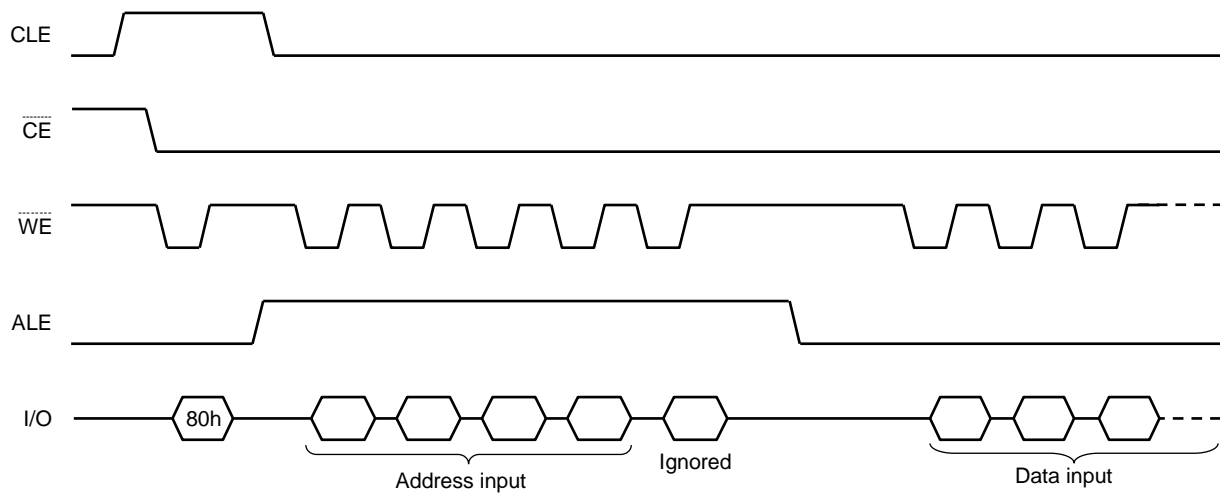 CLE
CE
WE
ALE
I/O
80h
Address input
Ignored
Data input